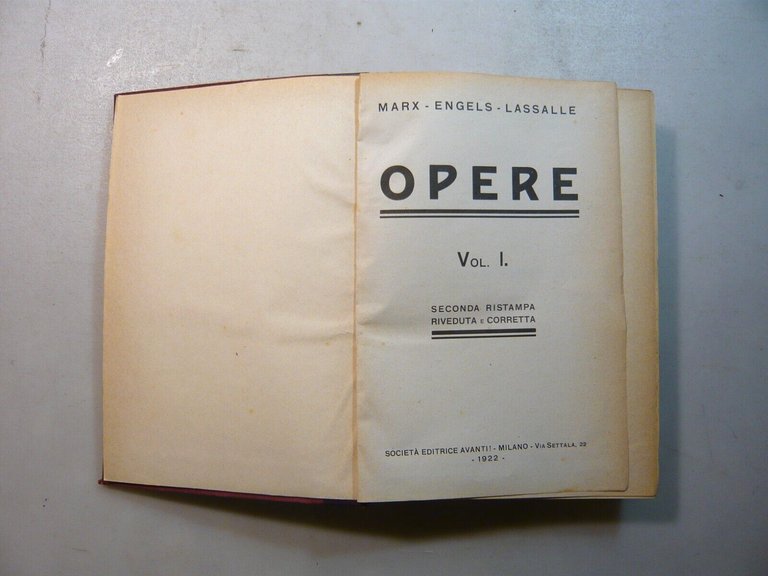 MARX - ENGELS - LASSALLE
OPERE
VOL. I.
SECONDA RISTAMPA
RIVEDUTA E CORRETTA
SOCIETÀ EDITRICE AVANTI! - MILANO - VIA SETTALA, 22
- 1922 -